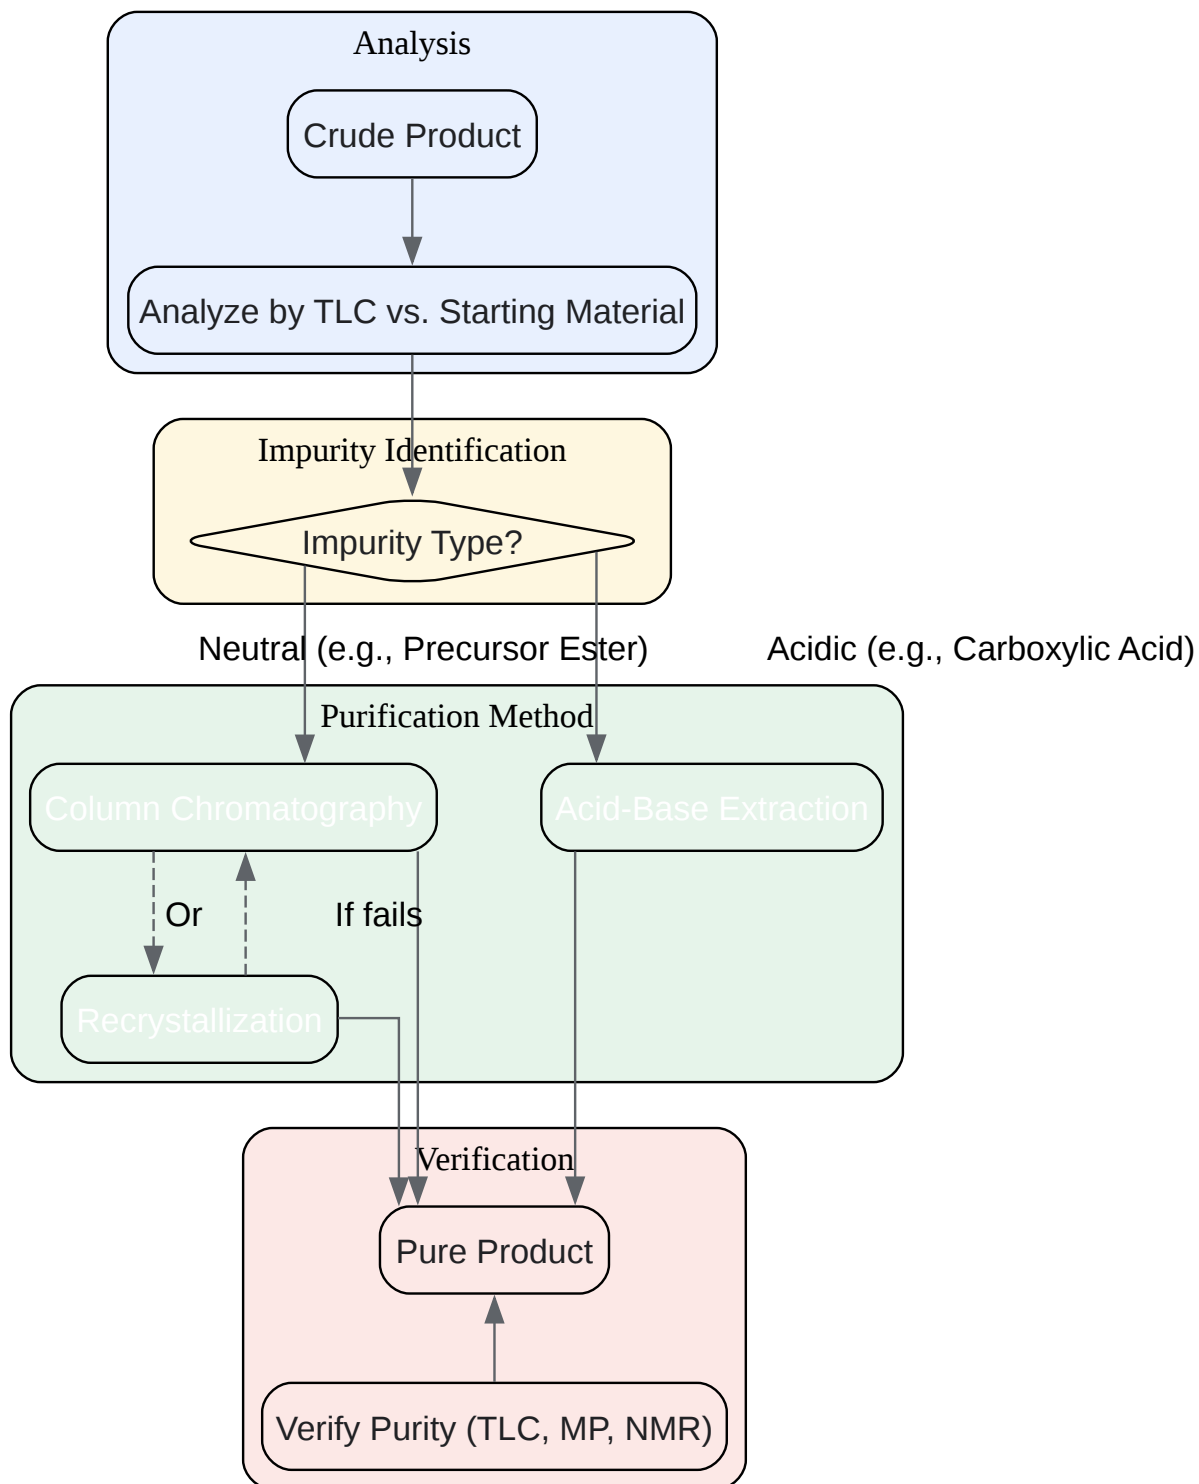 Analysis
Crude Product
Analyze by TLC vs. Starting Material
Impurity Identification
Impurity Type?
Neutral (e.g., Precursor Ester)
Acidic (e.g., Carboxylic Acid)
Purification Method
Column Chromatography
Acid-Base Extraction
Or
If fails
Recrystallization
Verification
Pure Product
Verify Purity (TLC, MP, NMR)